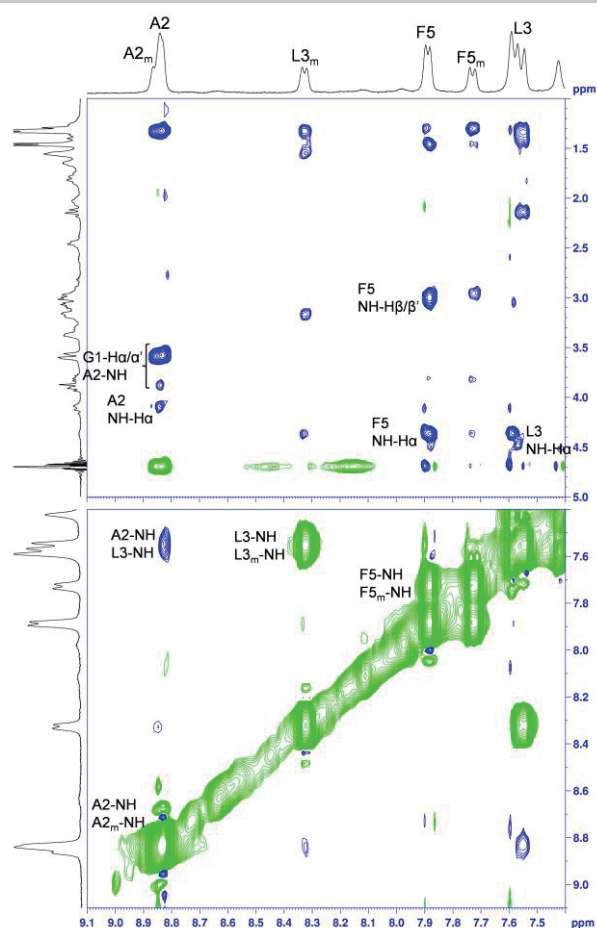 A2
A2m
L3m
F5
F5m
L3
ppm
1.5
2.0
2.5
3.0
3.5
4.0
4.5
5.0
F5
NH-Hβ/β'
G1-Hα/α'
A2-NH
A2
NH-Hα
F5
NH-Hα
L3
NH-Hα
A2-NH
L3-NH
L3-NH
L3m-NH
F5-NH
F5m-NH
A2-NH
A2m-NH
7.6
7.8
8.0
8.2
8.4
8.6
8.8
9.0
9.1 9.0 8.9 8.8 8.7 8.6 8.5 8.4 8.3 8.2 8.1 8.0 7.9 7.8 7.7 7.6 7.5 ppm